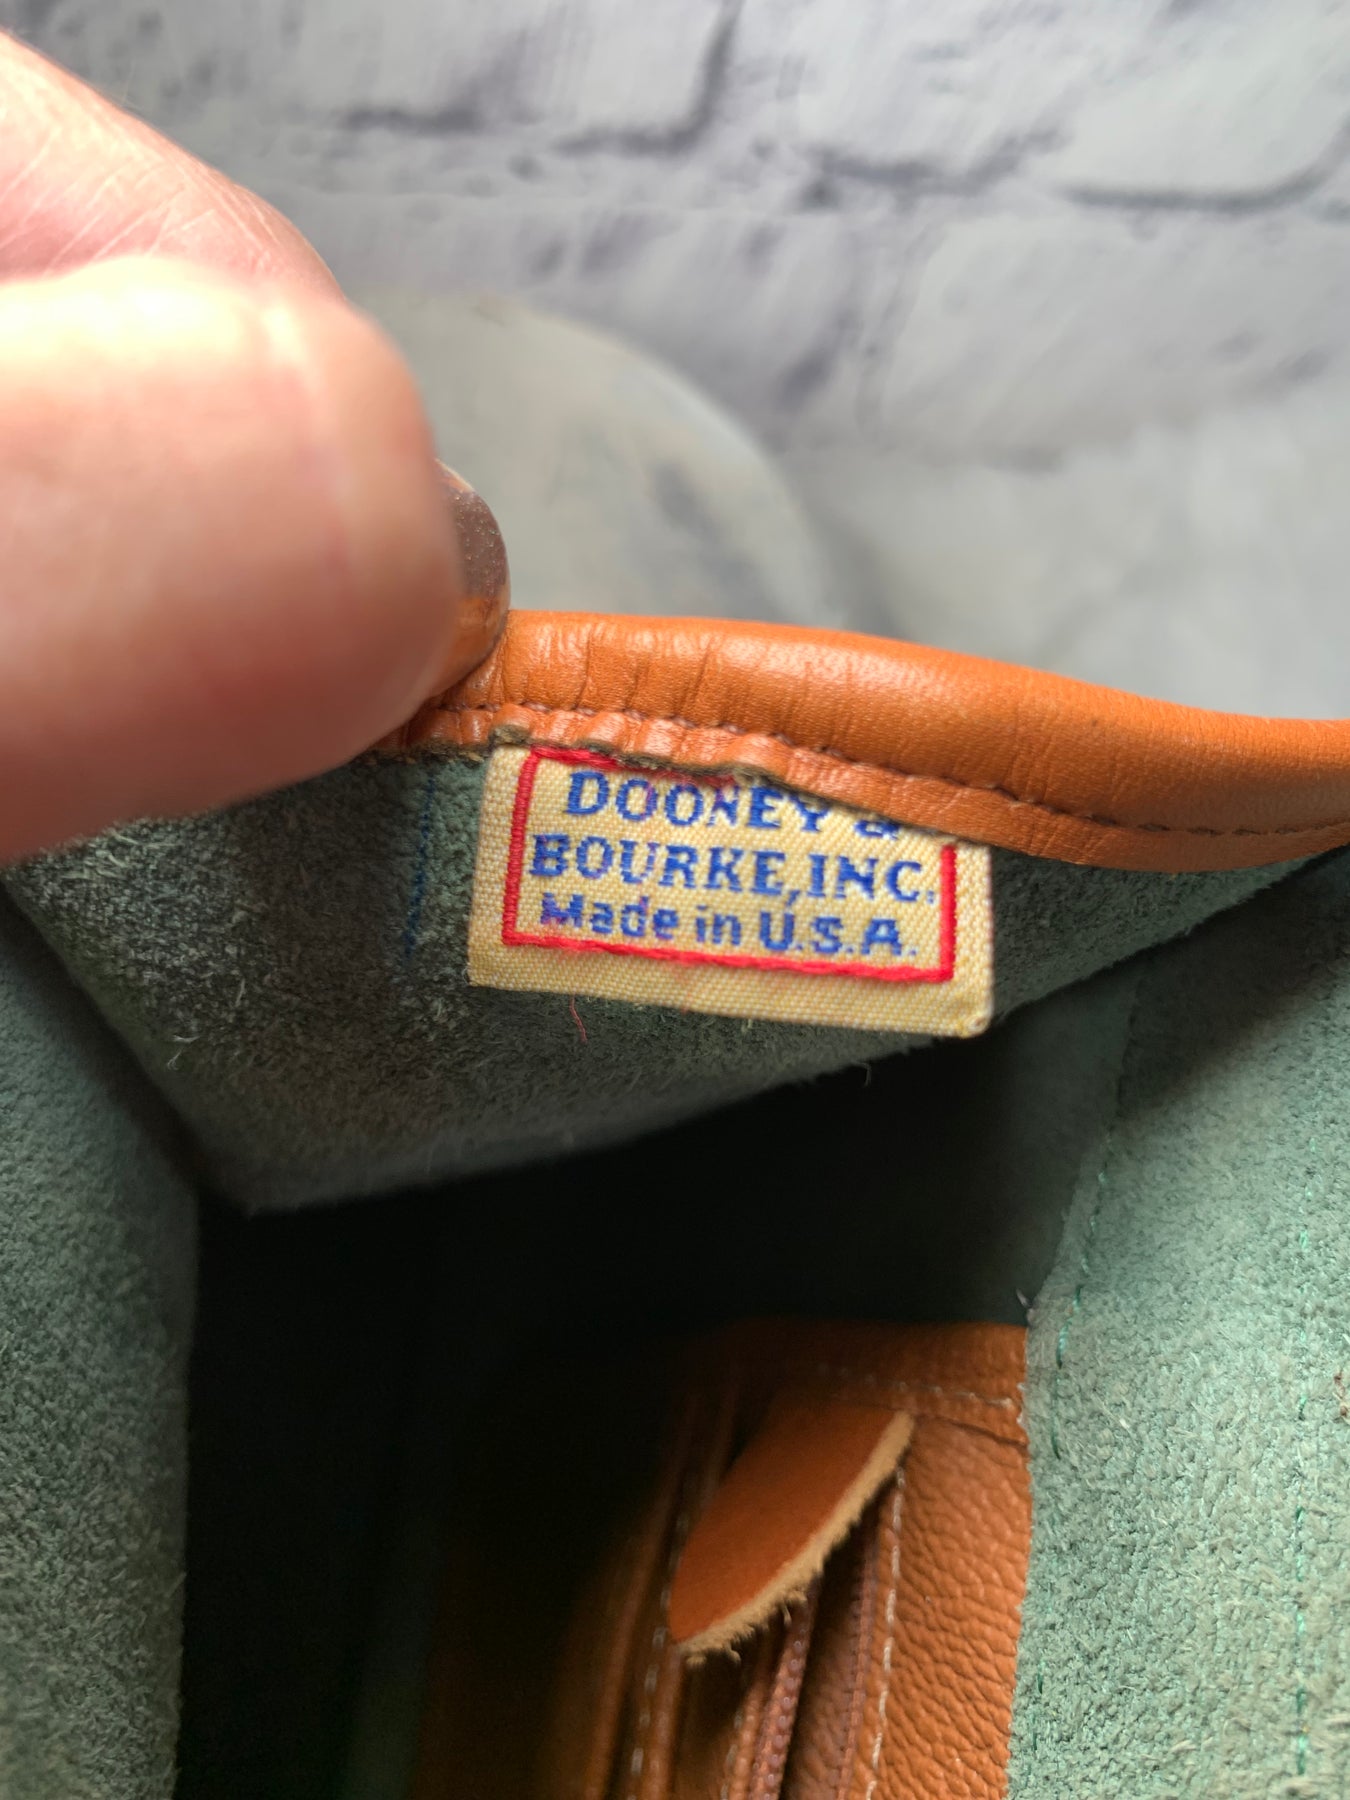 DOONEY &
BOURKE, INC.
Made in U.S.A.